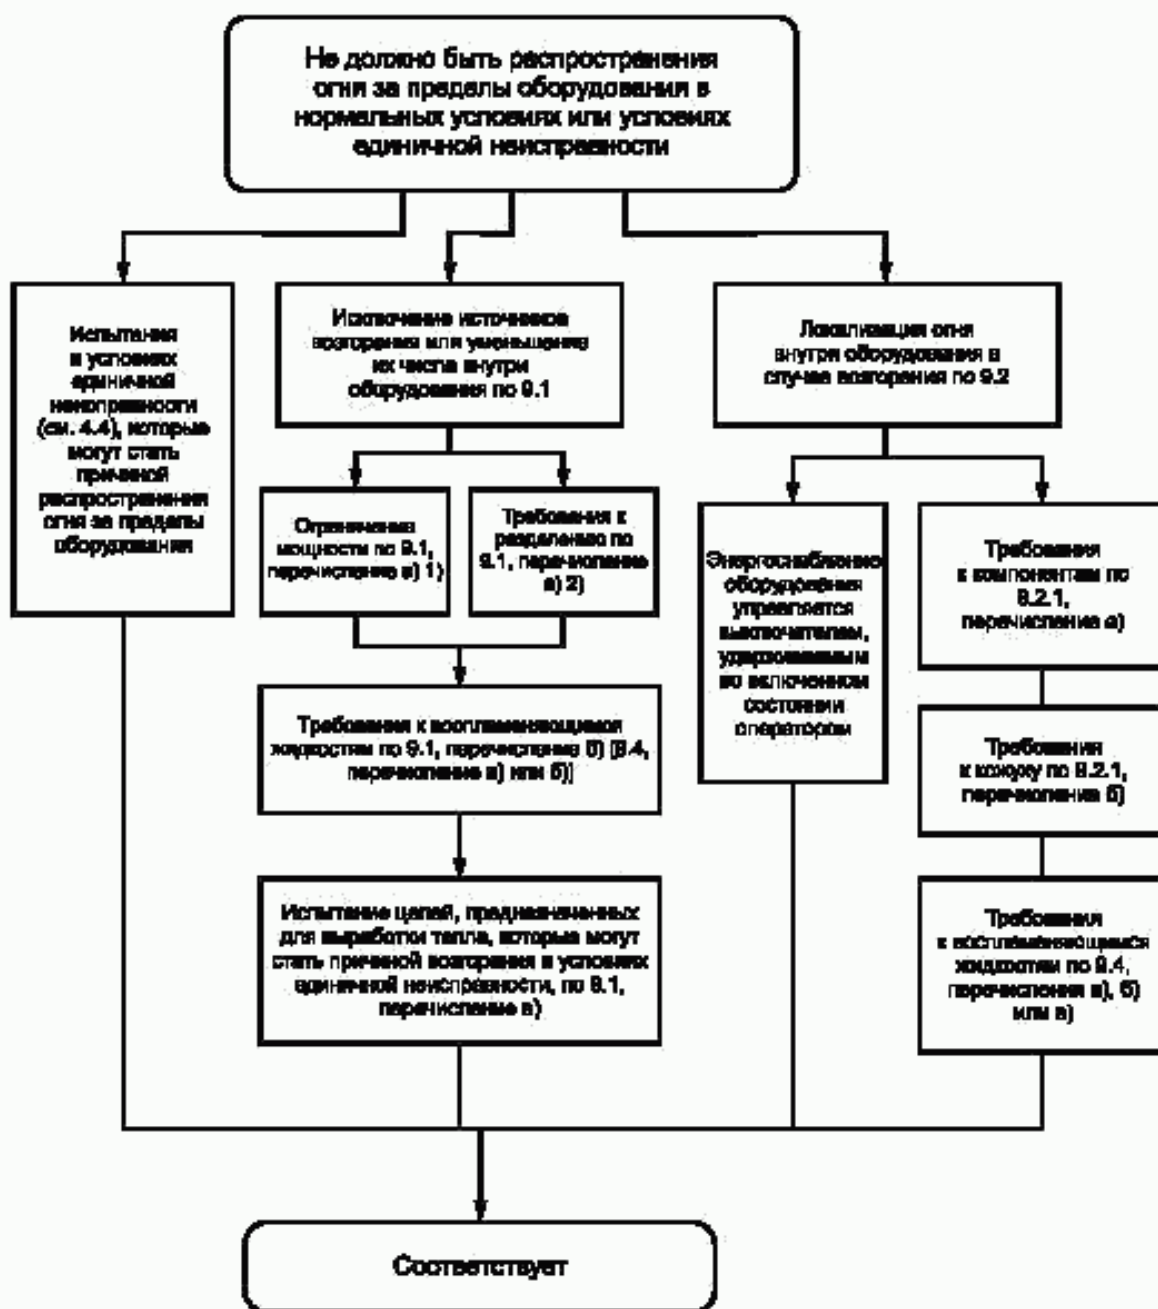 Не должно быть распространения
огня за пределы оборудования в
нормальных условиях или условиях
единичной неисправности
Испытания
в условиях
единичной
неисправности
(см. 4.4), которые
могут стать
причиной
распространения
огня за пределы
оборудования
Исключение источников
возгорания или уменьшение
их числа внутри
оборудования по 9.1
Локализация огня
внутри оборудования в
случае возгорания по 9.2
Ограничение
мощности по 9.1,
перечисление а) 1)
Требования к
разделению по
9.1, перечисление
а) 2)
Энергоснабжение
оборудования
управляется
выключателем,
удерживаемым
во включенном
состоянии
оператором
Требования
к компонентам по
9.2.1,
перечисление а)
Требования к воспламеняющимся
жидкостям по 9.1, перечисление б) [9.4,
перечисление а) или б)]
Требования
к кожуху по 9.2.1,
перечисление б)
Испытание цепей, предназначенных
для выработки тепла, которые могут
стать причиной возгорания в условиях
единичной неисправности, по 9.1,
перечисление в)
Требования
к воспламеняющимся
жидкостям по 9.4,
перечисления а), б)
или в)
Соответствует